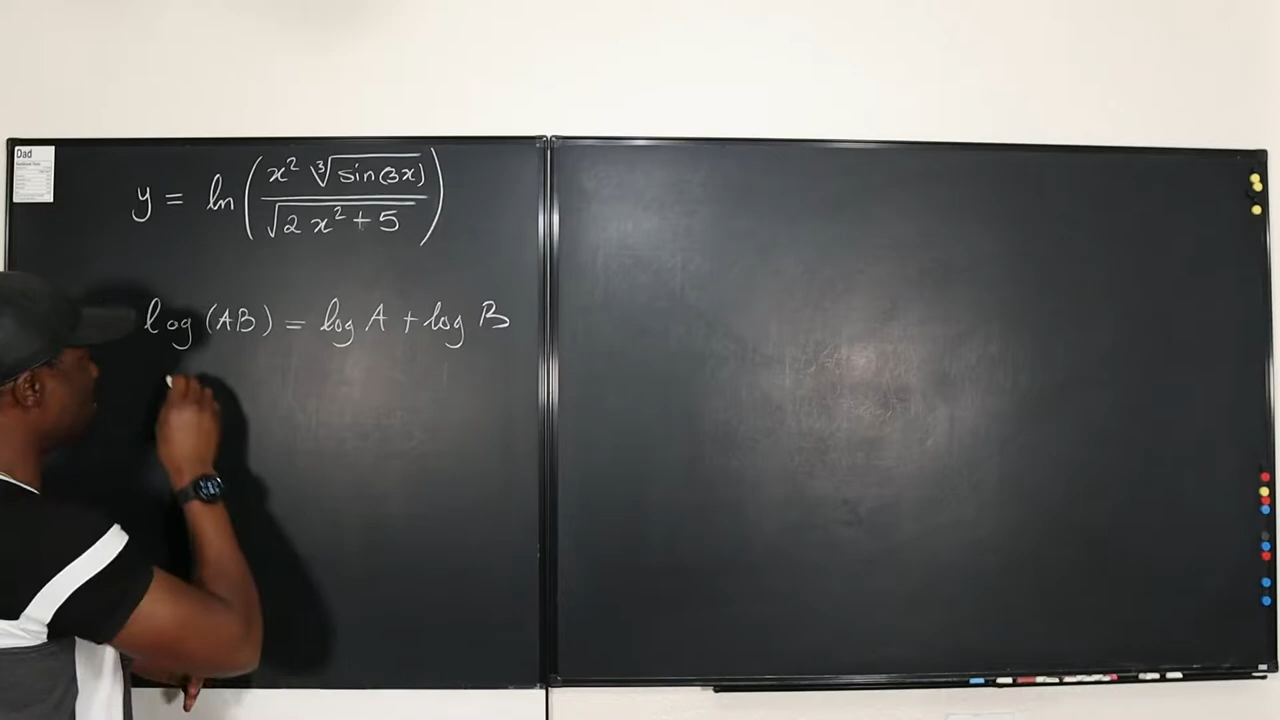 Dad
y = ln(x² ∛sin(3x) / √2x² + 5)
log (AB) = log A + log B